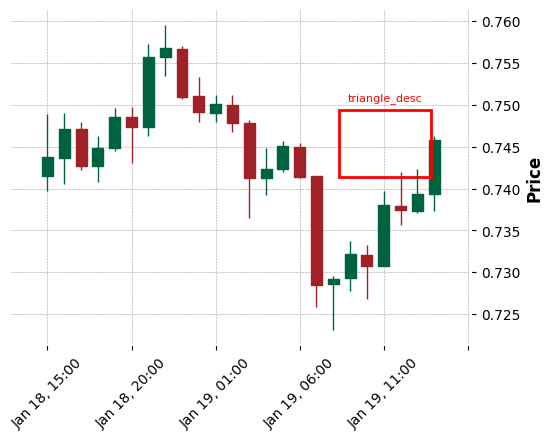 0.760
0.755
0.750
triangle_desc
0.745
0.740
0.735
0.730
0.725
Price
Jan 18, 15:00
Jan 18, 20:00
Jan 19, 01:00
Jan 19, 06:00
Jan 19, 11:00